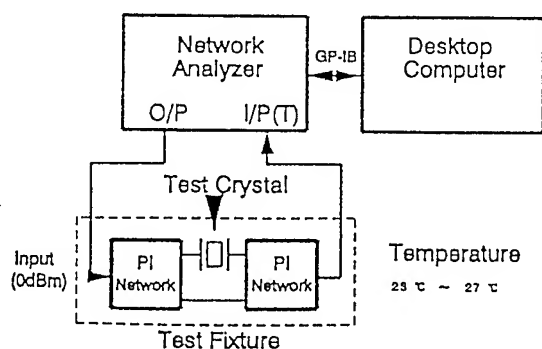 Network
Analyzer
O/P
I/P(T)
GP-IB
Desktop
Computer
Test Crystal
Input
(0dBm)
PI
Network
PI
Network
Temperature
23 ℃ ~ 27 ℃
Test Fixture